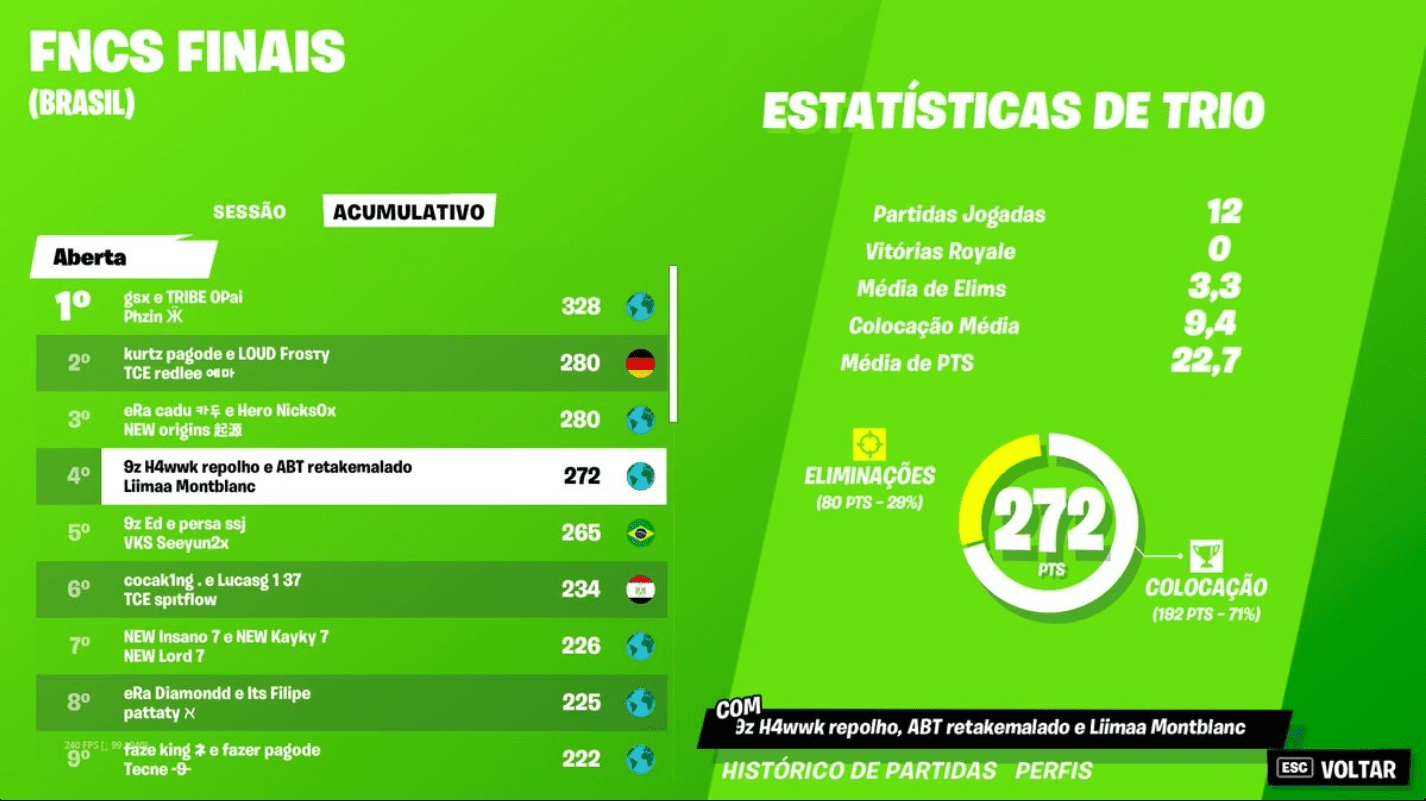 FNCS FINAIS
(BRASIL)
SESSÃO
ACUMULATIVO
Aberta
1º
gsx e TRIBE OPai
Phzin Ӝ
328
2º
kurtz pagode e LOUD Frosту
TCE redlee 예마
280
3º
eRa cadu 카두 e Hero Nicks0x
NEW origins 起源
280
4º
9z H4wwk repolho e ABT retakemalado
Liimaa Montblanc
272
5º
9z Ed e persa ssj
VKS Seeyun2x
265
6º
cocak1ng . e Lucasg 1 37
TCE spıtflow
234
7º
NEW Insano 7 e NEW Kayky 7
NEW Lord 7
226
8º
eRa Diamondd e Its Filipe
pattaty ꓘ
225
240 FPS
9º
faze king ネ e fazer pagode
Tecne -9-
222
ESTATÍSTICAS DE TRIO
Partidas Jogadas 12
Vitórias Royale 0
Média de Elims 3,3
Colocação Média 9,4
Média de PTS 22,7
ELIMINAÇÕES
(80 PTS - 29%)
272
PTS
COLOCAÇÃO
(192 PTS - 71%)
COM
9z H4wwk repolho, ABT retakemalado e Liimaa Montblanc
HISTÓRICO DE PARTIDAS PERFIS
ESC VOLTAR